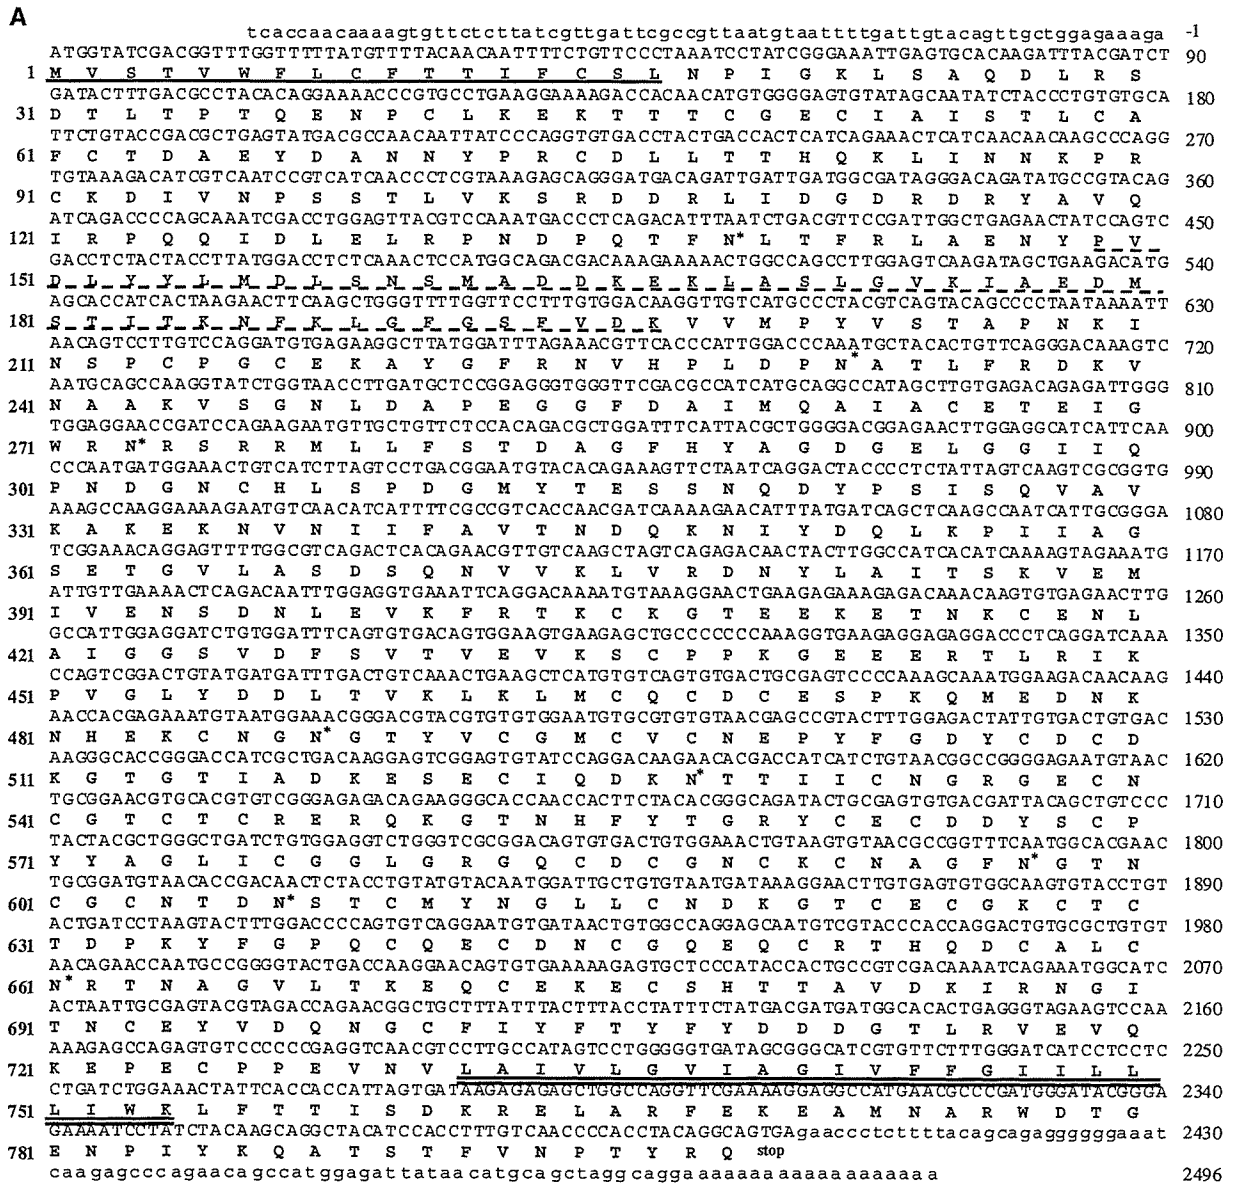 A
tcaccaacaaaagtgttctcttatcgttgattcgccgttaatgtaattttgattgtacagttgctggagaaaga -1
ATGGTATCGACGGTTTGGTTTTTATGTTTTACAACAATTTTCTGTTCCCTAAATCCTATCGGGAAATTGAGTGCACAAGATTTACGATCT 90
1 M V S T V W F L C F T T I F C S L N P I G K L S A Q D L R S
GATACTTTGACGCCTACACAGGAAAACCCGTGCCTGAAGGAAAAGACCACAACATGTGGGGAGTGTATAGCAATATCTACCCTGTGTGCA 180
31 D T L T P T Q E N P C L K E K T T T C G E C I A I S T L C A
TTCTGTACCGACGCTGAGTATGACGCCAACAATTATCCCAGGTGTGACCTACTGACCACTCATCAGAAACTCATCAACAACAAGCCCAGG 270
61 F C T D A E Y D A N N Y P R C D L L T T H Q K L I N N K P R
TGTAAAGACATCGTCAATCCGTCATCAACCCTCGTAAAGAGCAGGGATGACAGATTGATTGATGGCGATAGGGACAGATATGCCGTACAG 360
91 C K D I V N P S S T L V K S R D D R L I D G D R D R Y A V Q
ATCAGACCCCAGCAAATCGACCTGGAGTTACGTCCAAATGACCCTCAGACATTTAATCTGACGTTCCGATTGGCTGAGAACTATCCAGTC 450
121 I R P Q Q I D L E L R P N D P Q T F N* L T F R L A E N Y P V
GACCTCTACTACCTTATGGACCTCTCAAACTCCATGGCAGACGACAAAGAAAAACTGGCCAGCCTTGGAGTCAAGATAGCTGAAGACATG 540
151 D L Y Y L M D L S N S M A D D K E K L A S L G V K I A E D M
AGCACCATCACTAAGAACTTCAAGCTGGGTTTTGGTTCCTTTGTGGACAAGGTTGTCATGCCCTACGTCAGTACAGCCCCTAATAAAATT 630
181 S T I T K N F K L G F G S F V D K V V M P Y V S T A P N K I
AACAGTCCTTGTCCAGGATGTGAGAAGGCTTATGGATTTAGAAACGTTCACCCATTGGACCCAAATGCTACACTGTTCAGGGACAAAGTC 720
211 N S P C P G C E K A Y G F R N V H P L D P N* A T L F R D K V
AATGCAGCCAAGGTATCTGGTAACCTTGATGCTCCGGAGGGTGGGTTCGACGCCATCATGCAGGCCATAGCTTGTGAGACAGAGATTGGG 810
241 N A A K V S G N L D A P E G G F D A I M Q A I A C E T E I G
TGGAGGAACCGATCCAGAAGAATGTTGCTGTTCTCCACAGACGCTGGATTTCATTACGCTGGGGACGGAGAACTTGGAGGCATCATTCAA 900
271 W R N* R S R R M L L F S T D A G F H Y A G D G E L G G I I Q
CCCAATGATGGAAACTGTCATCTTAGTCCTGACGGAATGTACACAGAAAGTTCTAATCAGGACTACCCCTCTATTAGTCAAGTCGCGGTG 990
301 P N D G N C H L S P D G M Y T E S S N Q D Y P S I S Q V A V
AAAGCCAAGGAAAAGAATGTCAACATCATTTTCGCCGTCACCAACGATCAAAAGAACATTTATGATCAGCTCAAGCCAATCATTGCGGGA 1080
331 K A K E K N V N I I F A V T N D Q K N I Y D Q L K P I I A G
TCGGAAACAGGAGTTTTGGCGTCAGACTCACAGAACGTTGTCAAGCTAGTCAGAGACAACTACTTGGCCATCACATCAAAAGTAGAAATG 1170
361 S E T G V L A S D S Q N V V K L V R D N Y L A I T S K V E M
ATTGTTGAAAACTCAGACAATTTGGAGGTGAAATTCAGGACAAAATGTAAAGGAACTGAAGAGAAAGAGACAAACAAGTGTGAGAACTTG 1260
391 I V E N S D N L E V K F R T K C K G T E E K E T N K C E N L
GCCATTGGAGGATCTGTGGATTTCAGTGTGACAGTGGAAGTGAAGAGCTGCCCCCCCAAAGGTGAAGAGGAGAGGACCCTCAGGATCAAA 1350
421 A I G G S V D F S V T V E V K S C P P K G E E E R T L R I K
CCAGTCGGACTGTATGATGATTTGACTGTCAAACTGAAGCTCATGTGTCAGTGTGACTGCGAGTCCCCAAAGCAAATGGAAGACAACAAG 1440
451 P V G L Y D D L T V K L K L M C Q C D C E S P K Q M E D N K
AACCACGAGAAATGTAATGGAAACGGGACGTACGTGTGTGGAATGTGCGTGTGTAACGAGCCGTACTTTGGAGACTATTGTGACTGTGAC 1530
481 N H E K C N G N* G T Y V C G M C V C N E P Y F G D Y C D C D
AAGGGCACCGGGACCATCGCTGACAAGGAGTCGGAGTGTATCCAGGACAAGAACACGACCATCATCTGTAACGGCCGGGGAGAATGTAAC 1620
511 K G T G T I A D K E S E C I Q D K N* T T I I C N G R G E C N
TGCGGAACGTGCACGTGTCGGGAGAGACAGAAGGGCACCAACCACTTCTACACGGGCAGATACTGCGAGTGTGACGATTACAGCTGTCCC 1710
541 C G T C T C R E R Q K G T N H F Y T G R Y C E C D D Y S C P
TACTACGCTGGGCTGATCTGTGGAGGTCTGGGTCGCGGACAGTGTGACTGTGGAAACTGTAAGTGTAACGCCGGTTTCAATGGCACGAAC 1800
571 Y Y A G L I C G G L G R G Q C D C G N C K C N A G F N* G T N
TGCGGATGTAACACCGACAACTCTACCTGTATGTACAATGGATTGCTGTGTAATGATAAAGGAACTTGTGAGTGTGGCAAGTGTACCTGT 1890
601 C G C N T D N* S T C M Y N G L L C N D K G T C E C G K C T C
ACTGATCCTAAGTACTTTGGACCCCAGTGTCAGGAATGTGATAACTGTGGCCAGGAGCAATGTCGTACCCACCAGGACTGTGCGCTGTGT 1980
631 T D P K Y F G P Q C Q E C D N C G Q E Q C R T H Q D C A L C
AACAGAACCAATGCCGGGGTACTGACCAAGGAACAGTGTGAAAAAGAGTGCTCCCATACCACTGCCGTCGACAAAATCAGAAATGGCATC 2070
661 N* R T N A G V L T K E Q C E K E C S H T T A V D K I R N G I
ACTAATTGCGAGTACGTAGACCAGAACGGCTGCTTTATTTACTTTACCTATTTCTATGACGATGATGGCACACTGAGGGTAGAAGTCCAA 2160
691 T N C E Y V D Q N G C F I Y F T Y F Y D D D G T L R V E V Q
AAAGAGCCAGAGTGTCCCCCCGAGGTCAACGTCCTTGCCATAGTCCTGGGGGTGATAGCGGGCATCGTGTTCTTTGGGATCATCCTCCTC 2250
721 K E P E C P P E V N V L A I V L G V I A G I V F F G I I L L
CTGATCTGGAAACTATTCACCACCATTAGTGATAAGAGAGAGCTGGCCAGGTTCGAAAAGGAGGCCATGAACGCCCGATGGGATACGGGA 2340
751 L I W K L F T T I S D K R E L A R F E K E A M N A R W D T G
GAAAATCCTATCTACAAGCAGGCTACATCCACCTTTGTCAACCCCACCTACAGGCAGTGAgaaccctcttttacagcagaggggggaaat 2430
781 E N P I Y K Q A T S T F V N P T Y R Q stop
caagagcccagaacagccatggagattataacatgcagctaggcaggaaaaaaaaaaaaaaaaaaaa 2496